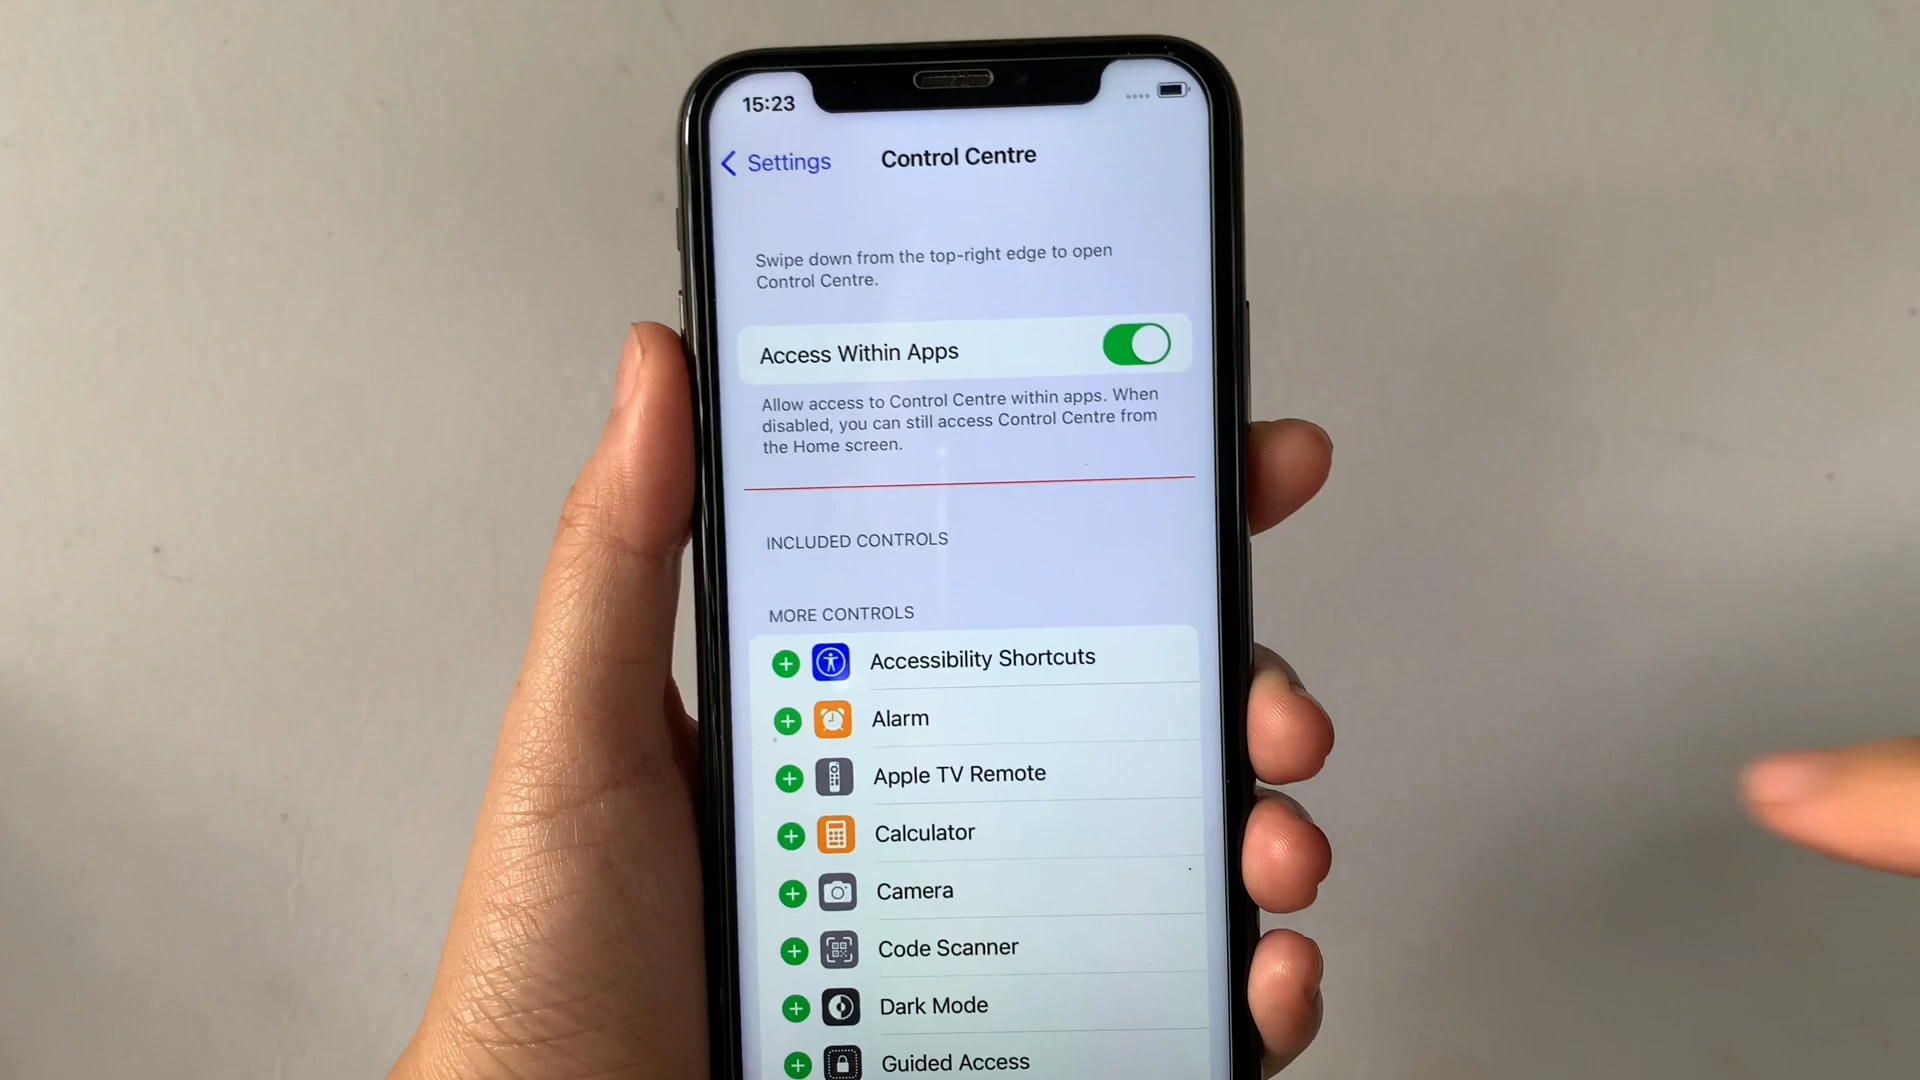 15:23
Settings
Control Centre
Swipe down from the top-right edge to open
Control Centre.
Access Within Apps
Allow access to Control Centre within apps. When
disabled, you can still access Control Centre from
the Home screen.
INCLUDED CONTROLS
MORE CONTROLS
Accessibility Shortcuts
Alarm
Apple TV Remote
Calculator
Camera
Code Scanner
Dark Mode
Guided Access